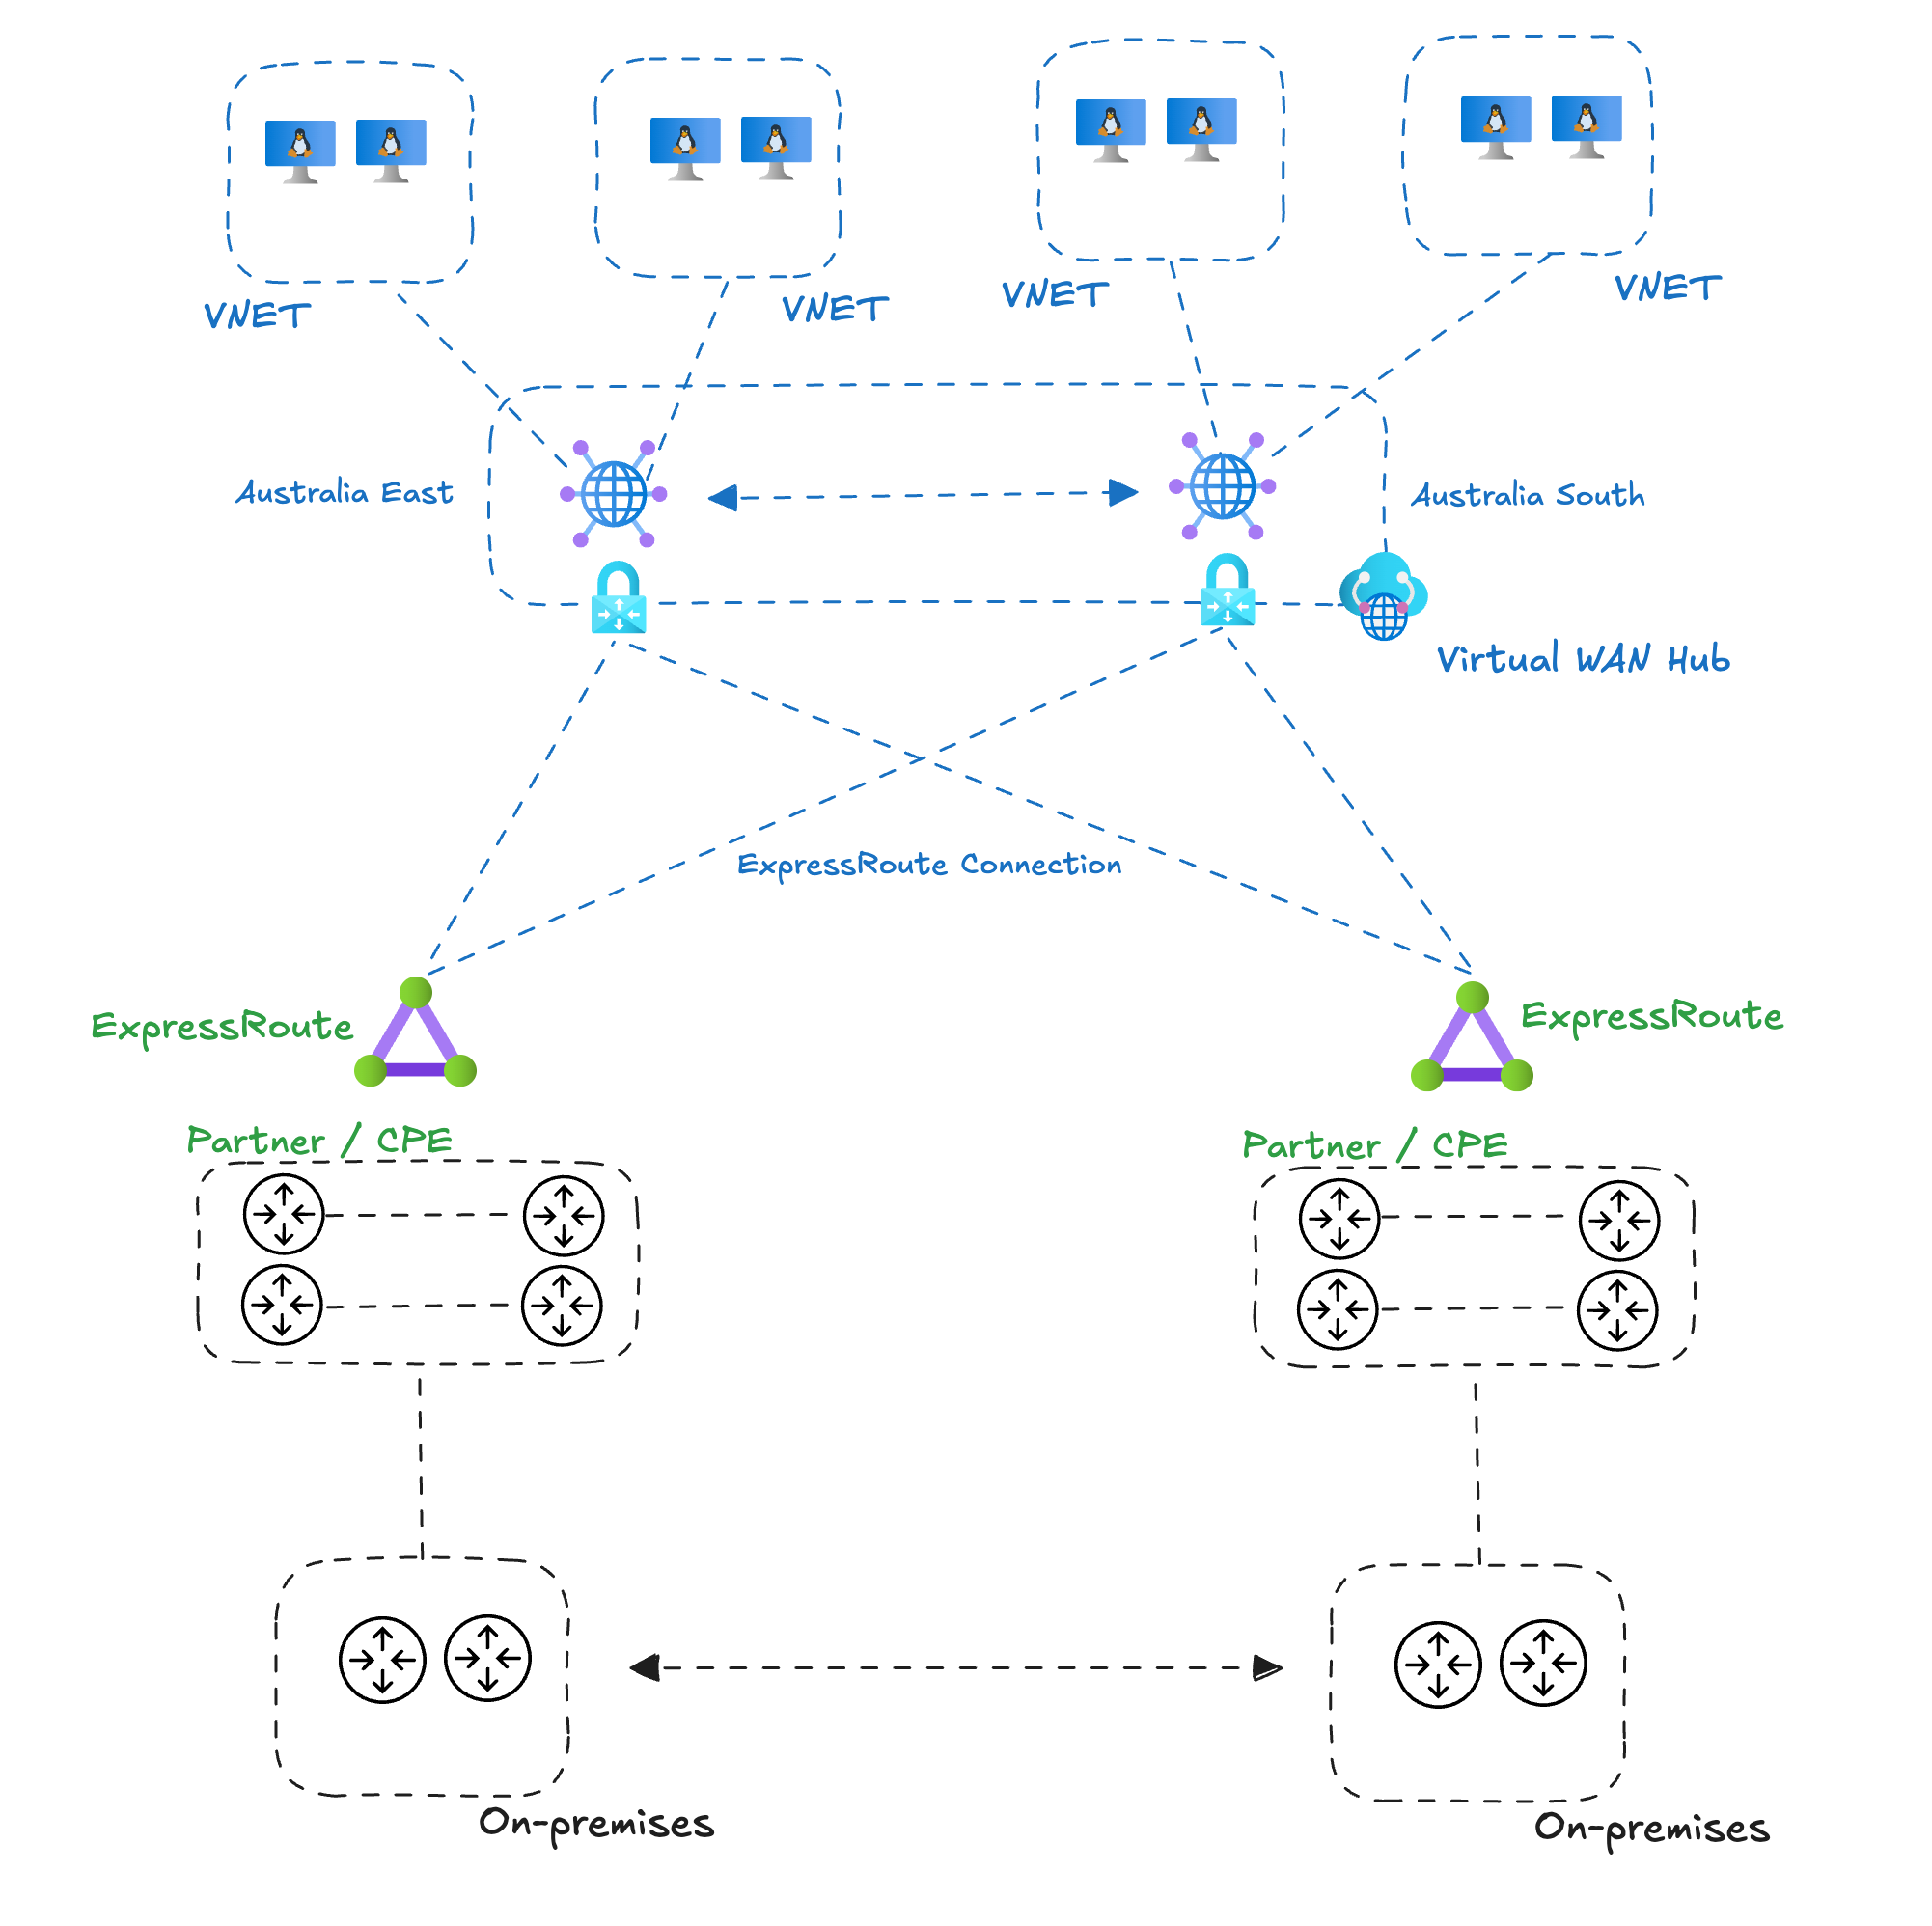 VNET
VNET
VNET
VNET
Australia East
Australia South
Virtual WAN Hub
ExpressRoute Connection
ExpressRoute
ExpressRoute
Partner / CPE
Partner / CPE
On-premises
On-premises